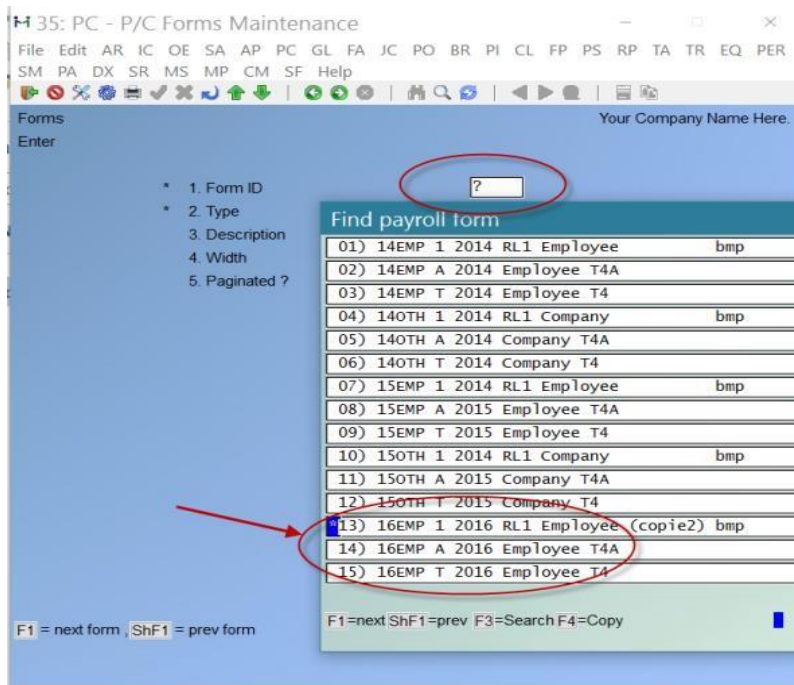 35: PC - P/C Forms Maintenance
File Edit AR IC OE SA AP PC GL FA JC PO BR PI CL FP PS RP TA TR EQ PER
SM PA DX SR MS MP CM SF Help
Forms Your Company Name Here.
Enter
* 1. Form ID ?
* 2. Type
3. Description
4. Width
5. Paginated ?
Find payroll form
01) 14EMP 1 2014 RL1 Employee bmp
02) 14EMP A 2014 Employee T4A
03) 14EMP T 2014 Employee T4
04) 14OTH 1 2014 RL1 Company bmp
05) 14OTH A 2014 Company T4A
06) 14OTH T 2014 Company T4
07) 15EMP 1 2014 RL1 Employee bmp
08) 15EMP A 2015 Employee T4A
09) 15EMP T 2015 Employee T4
10) 15OTH 1 2014 RL1 Company bmp
11) 15OTH A 2015 Company T4A
12) 15OTH T 2015 Company T4
*13) 16EMP 1 2016 RL1 Employee (copie2) bmp
14) 16EMP A 2016 Employee T4A
15) 16EMP T 2016 Employee T4
F1=next ShF1=prev F3=Search F4=Copy
F1 = next form , ShF1 = prev form